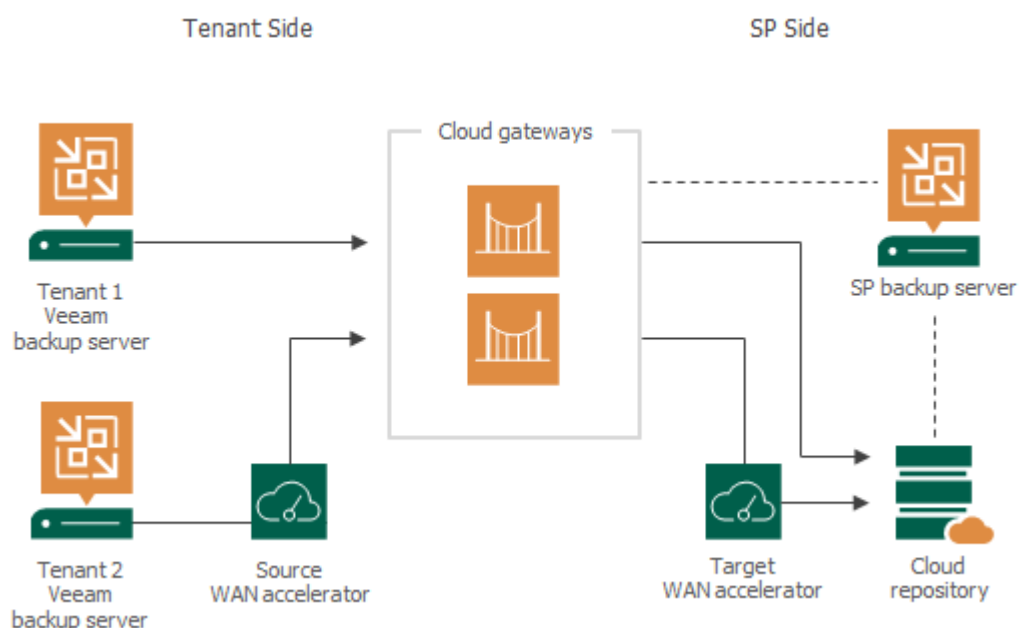 Tenant Side
SP Side
Cloud gateways
Tenant 1
Veeam
backup server
SP backup server
Tenant 2
Veeam
backup server
Source
WAN accelerator
Target
WAN accelerator
Cloud
repository